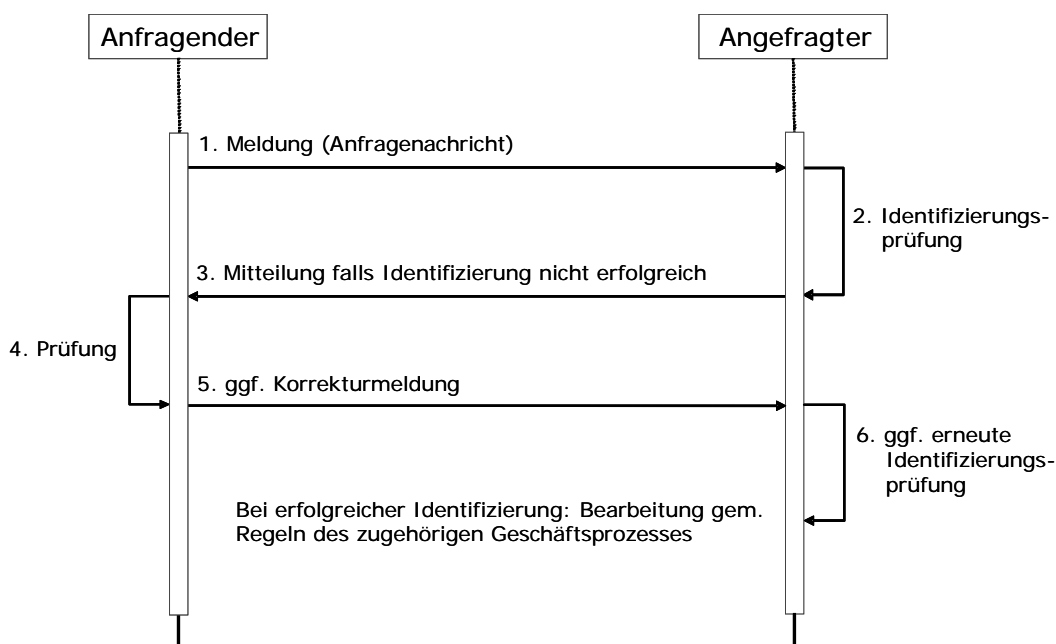 Anfragender
Angefragter
1. Meldung (Anfragenachricht)
2. Identifizierungs-
prüfung
3. Mitteilung falls Identifizierung nicht erfolgreich
4. Prüfung
5. ggf. Korrekturmeldung
6. ggf. erneute
Identifizierungs-
prüfung
Bei erfolgreicher Identifizierung: Bearbeitung gem.
Regeln des zugehörigen Geschäftsprozesses